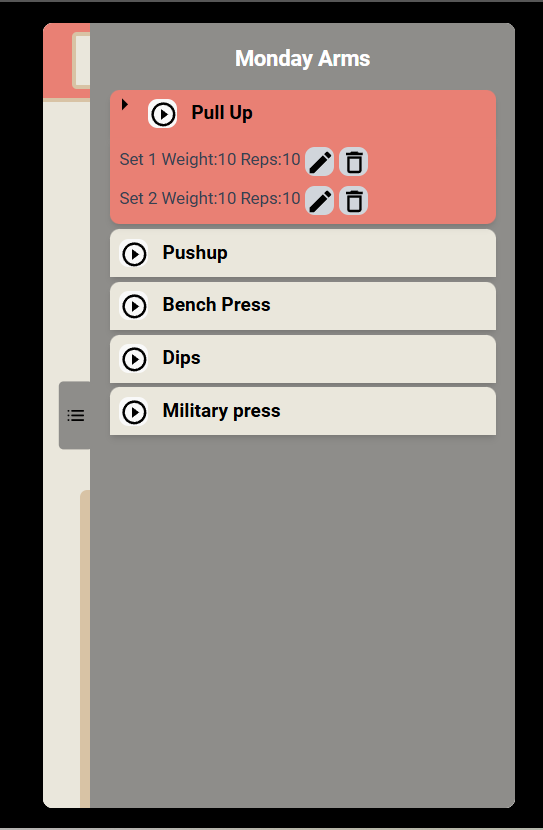 Monday Arms
Pull Up
Set 1 Weight:10 Reps:10
Set 2 Weight:10 Reps:10
Pushup
Bench Press
Dips
Military press